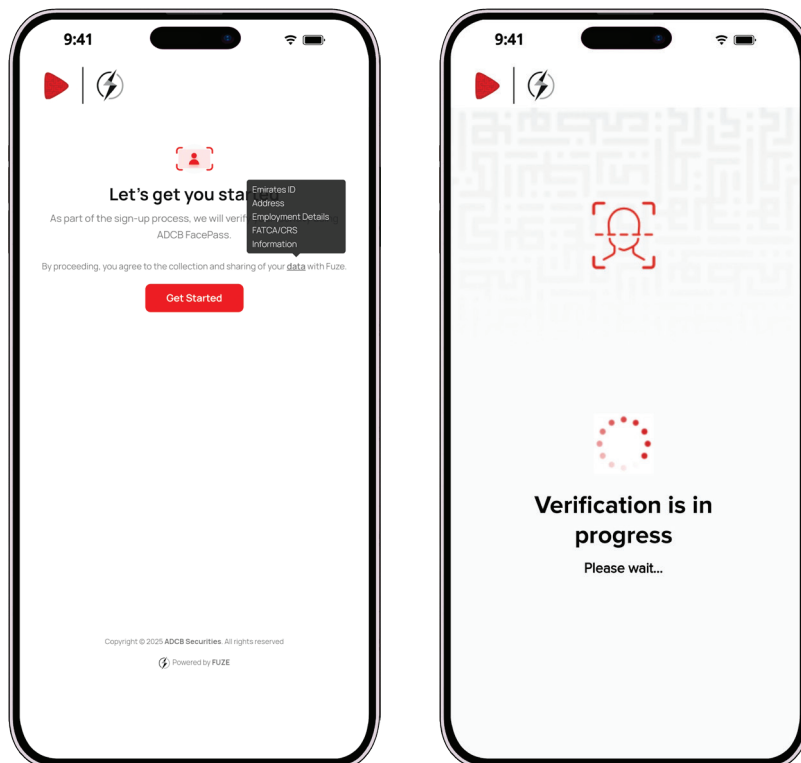 9:41
Let's get you started
Emirates ID
Address
Employment Details
FATCA/CRS
Information
As part of the sign-up process, we will verif
ADCB FacePass.
By proceeding, you agree to the collection and sharing of your data with Fuze.
Get Started
Copyright © 2025 ADCB Securities. All rights reserved
Powered by FUZE
9:41
Verification is in
progress
Please wait...